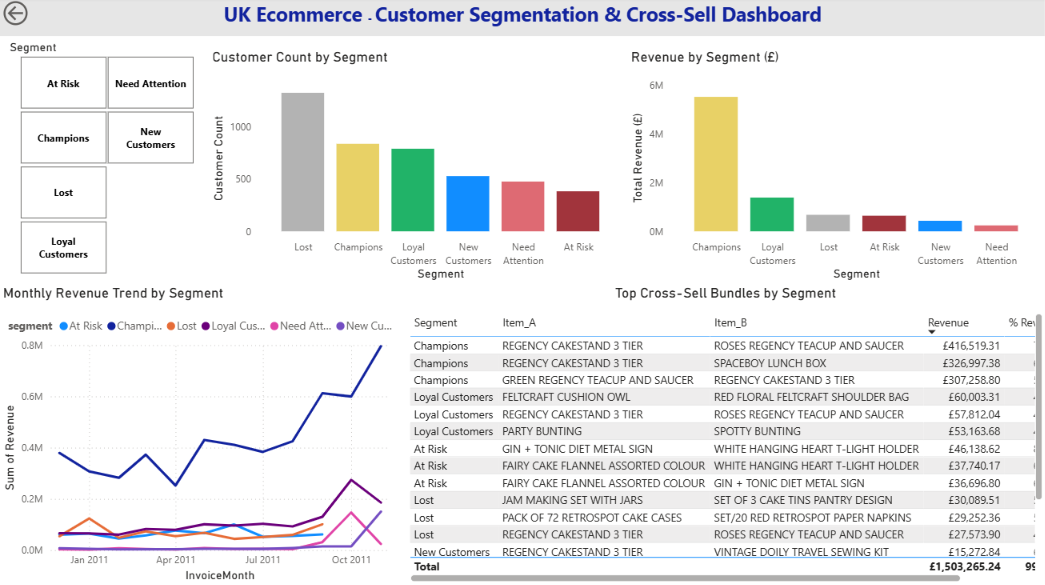 UK Ecommerce - Customer Segmentation & Cross-Sell Dashboard
Segment
At Risk
Need Attention
Champions
New
Customers
Lost
Loyal
Customers
Customer Count by Segment
Customer Count
1000
500
0
Lost
Champions
Loyal
Customers
New
Customers
Need
Attention
At Risk
Segment
Revenue by Segment (£)
Total Revenue (£)
6M
4M
2M
0M
Champions
Loyal
Customers
Lost
At Risk
New
Customers
Need
Attention
Segment
Monthly Revenue Trend by Segment
segment At Risk Champi... Lost Loyal Cus... Need Att... New Cu...
Sum of Revenue
0.8M
0.6M
0.4M
0.2M
0.0M
Jan 2011 Apr 2011 Jul 2011 Oct 2011
InvoiceMonth
Top Cross-Sell Bundles by Segment
Segment Item_A Item_B Revenue %
Champions REGENCY CAKESTAND 3 TIER ROSES REGENCY TEACUP AND SAUCER £416,519.31
Champions REGENCY CAKESTAND 3 TIER SPACEBOY LUNCH BOX £326,997.38
Champions GREEN REGENCY TEACUP AND SAUCER REGENCY CAKESTAND 3 TIER £307,258.80
Loyal Customers FELTCRAFT CUSHION OWL RED FLORAL FELTCRAFT SHOULDER BAG £60,003.31
Loyal Customers REGENCY CAKESTAND 3 TIER ROSES REGENCY TEACUP AND SAUCER £57,812.04
Loyal Customers PARTY BUNTING SPOTTY BUNTING £53,163.68
At Risk GIN + TONIC DIET METAL SIGN WHITE HANGING HEART T-LIGHT HOLDER £46,138.62
At Risk FAIRY CAKE FLANNEL ASSORTED COLOUR WHITE HANGING HEART T-LIGHT HOLDER £37,740.17
At Risk FAIRY CAKE FLANNEL ASSORTED COLOUR GIN + TONIC DIET METAL SIGN £36,696.80
Lost JAM MAKING SET WITH JARS SET OF 3 CAKE TINS PANTRY DESIGN £30,089.51
Lost PACK OF 72 RETROSPOT CAKE CASES SET/20 RED RETROSPOT PAPER NAPKINS £29,252.36
Lost REGENCY CAKESTAND 3 TIER ROSES REGENCY TEACUP AND SAUCER £27,573.90
New Customers REGENCY CAKESTAND 3 TIER VINTAGE DOILY TRAVEL SEWING KIT £15,272.84
Total £1,503,265.24